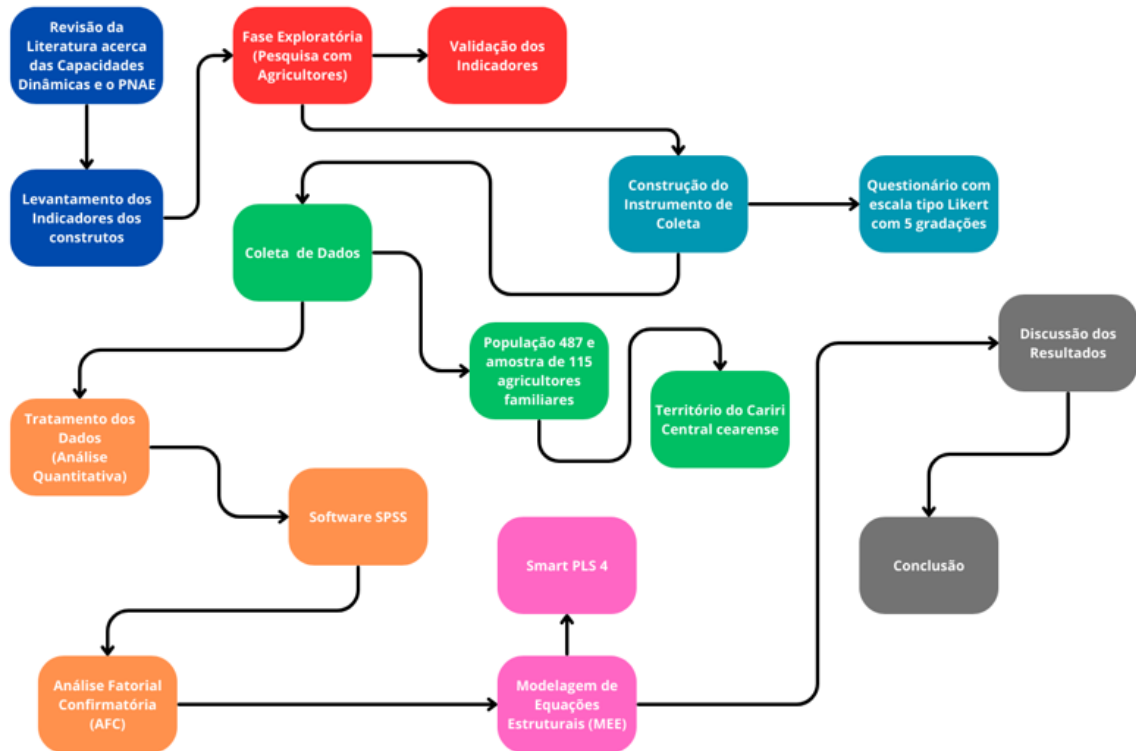 Revisão da
Literatura acerca
das Capacidades
Dinâmicas e o PNAE
Fase Exploratória
(Pesquisa com
Agricultores)
Validação dos
Indicadores
Levantamento dos
Indicadores dos
construtos
Construção do
Instrumento de
Coleta
Questionário com
escala tipo Likert
com 5 gradações
Coleta de Dados
População 487 e
amostra de 115
agricultores
familiares
Território do Cariri
Central cearense
Discussão dos
Resultados
Tratamento dos
Dados
(Análise
Quantitativa)
Software SPSS
Smart PLS 4
Conclusão
Análise Fatorial
Confirmatória
(AFC)
Modelagem de
Equações
Estruturais (MEE)